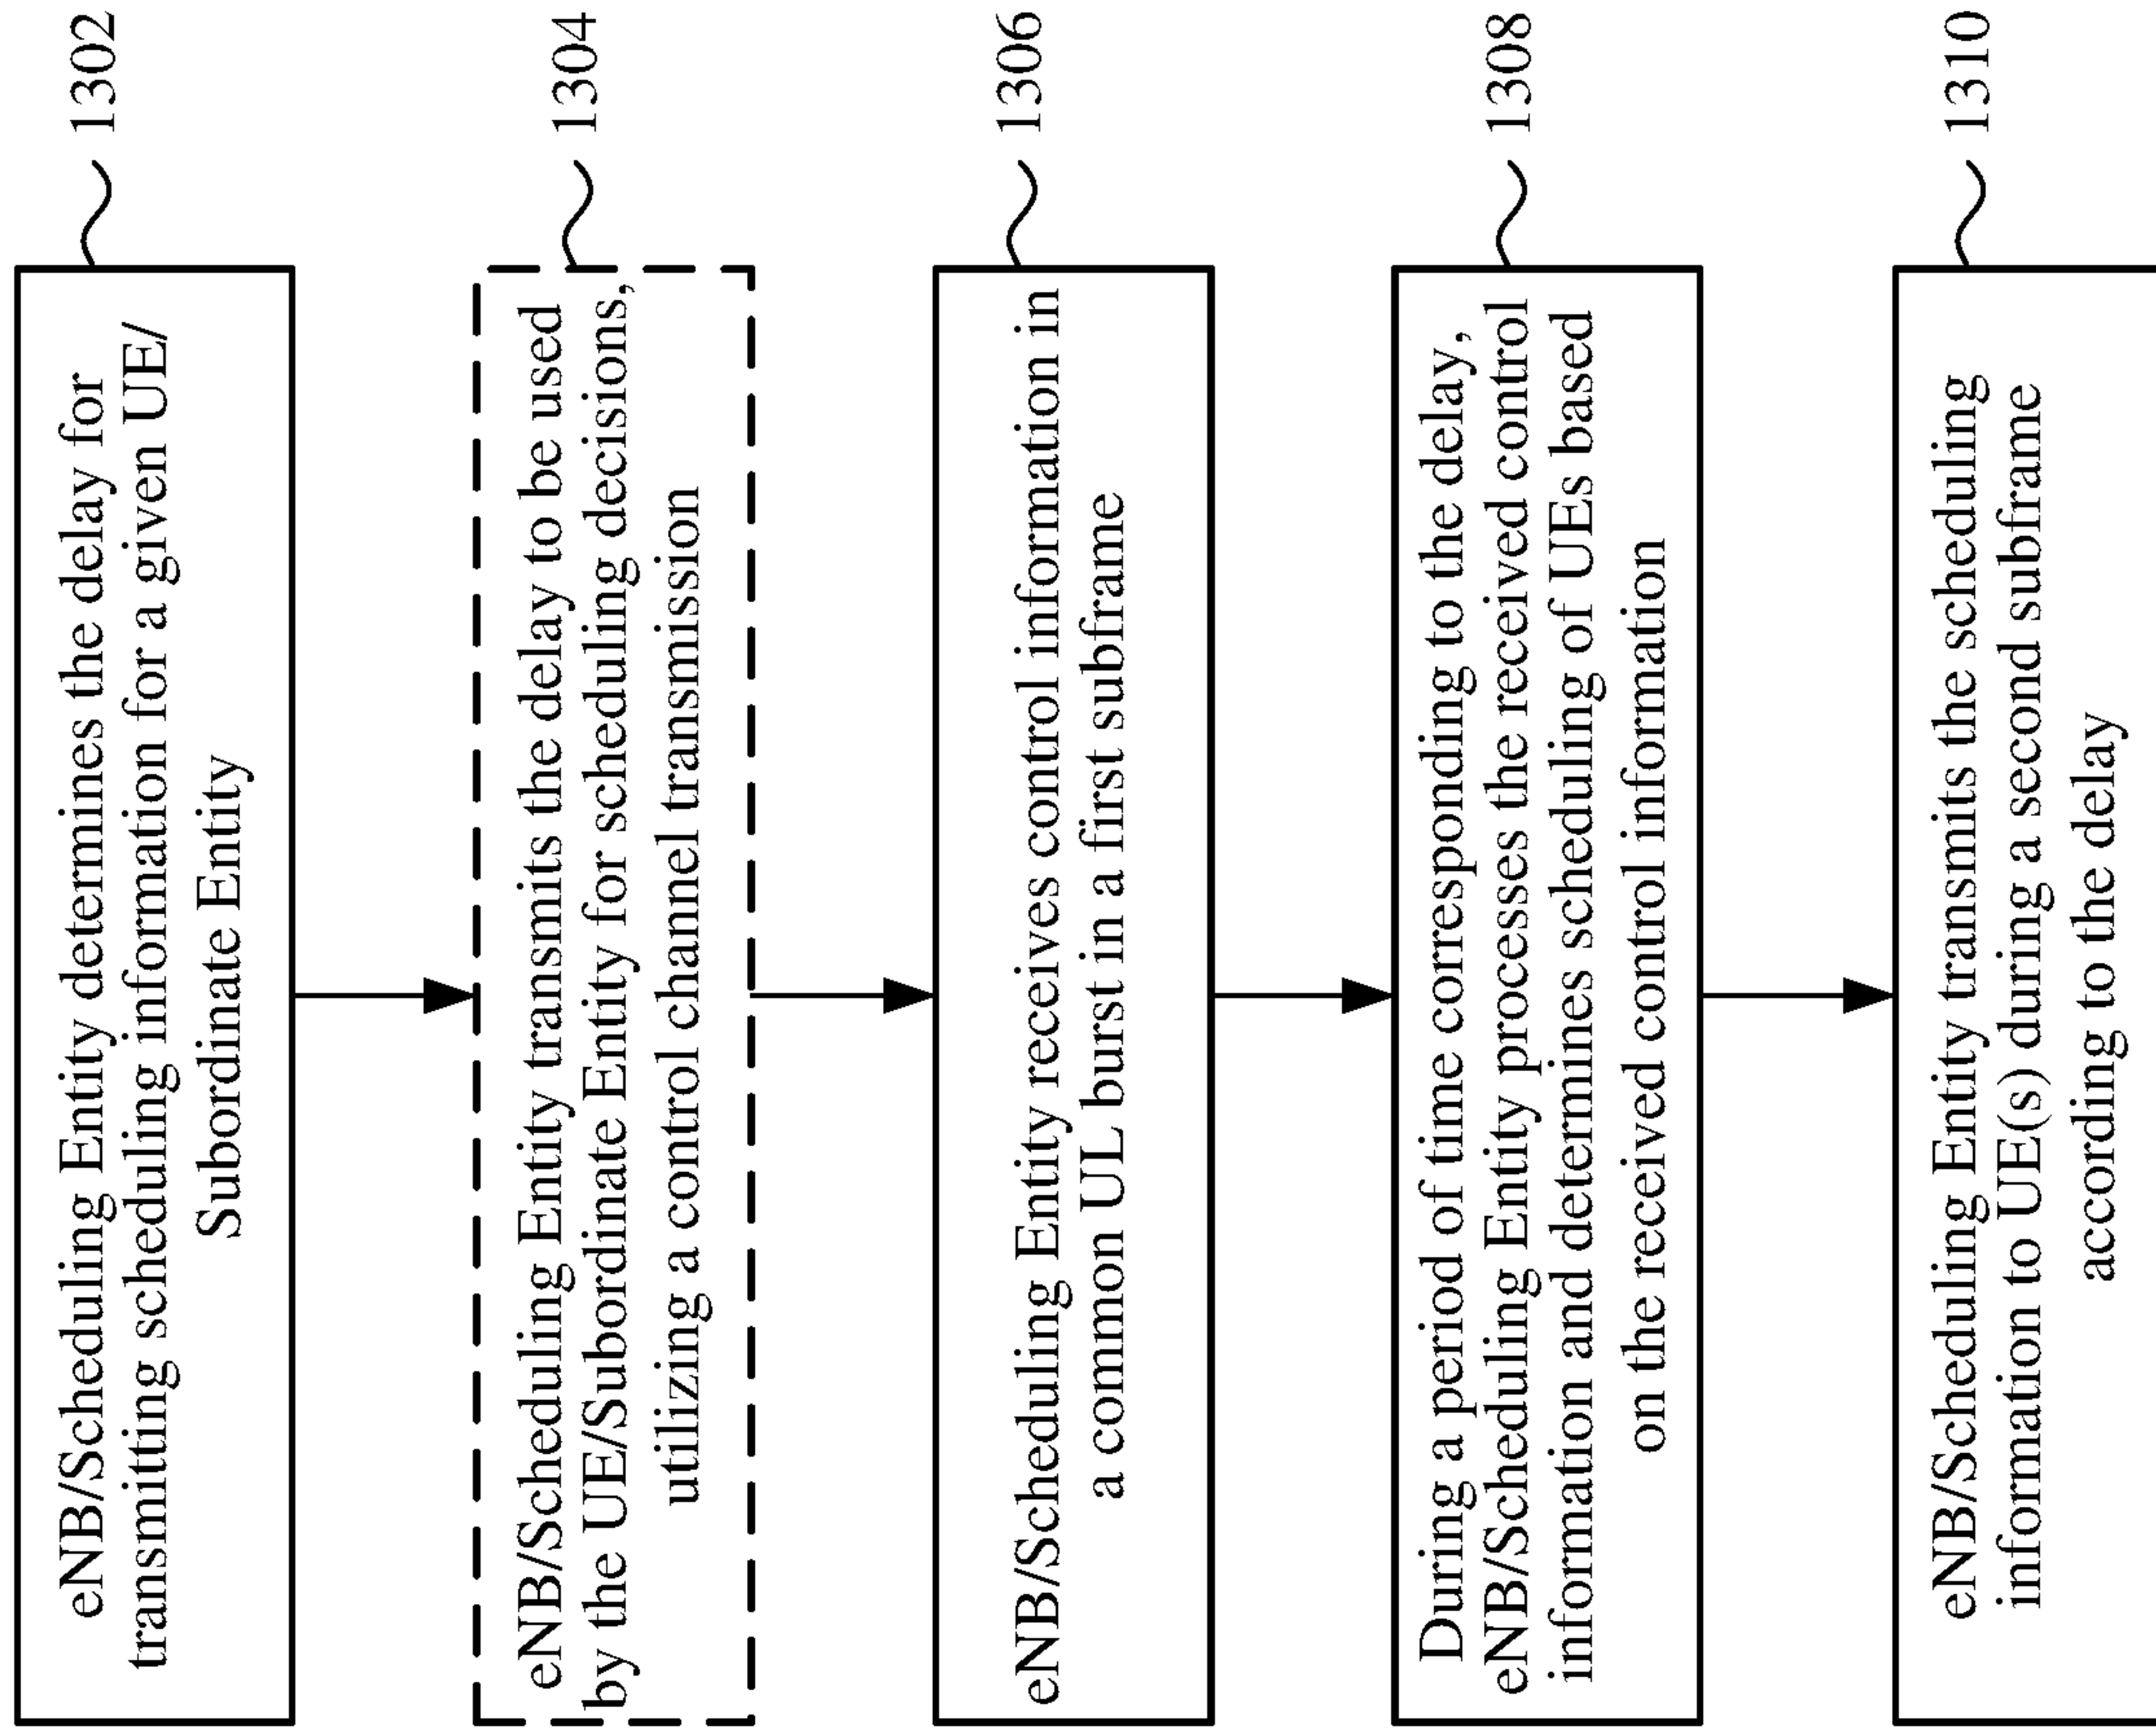 eNB/Scheduling Entity determines the delay for
transmitting scheduling information for a given UE/
Subordinate Entity
1302
eNB/Scheduling Entity transmits the delay to be used
by the UE/Subordinate Entity for scheduling decisions,
utilizing a control channel transmission
1304
eNB/Scheduling Entity receives control information in
a common UL burst in a first subframe
1306
During a period of time corresponding to the delay,
eNB/Scheduling Entity processes the received control
information and determines scheduling of UEs based
on the received control information
1308
eNB/Scheduling Entity transmits the scheduling
information to UE(s) during a second subframe
according to the delay
1310